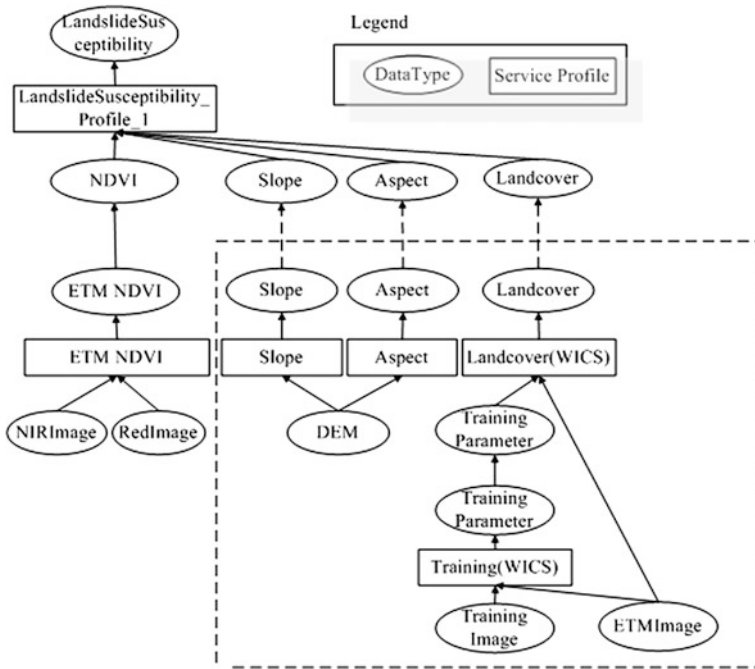 LandslideSus
ceptibility
Legend
DataType
Service Profile
LandslideSusceptibility_
Profile_1
NDVI
Slope
Aspect
Landcover
ETM NDVI
Slope
Aspect
Landcover
ETM NDVI
Slope
Aspect
Landcover(WICS)
NIRImage
RedImage
DEM
Training
Parameter
Training
Parameter
Training(WICS)
Training
Image
ETMImage